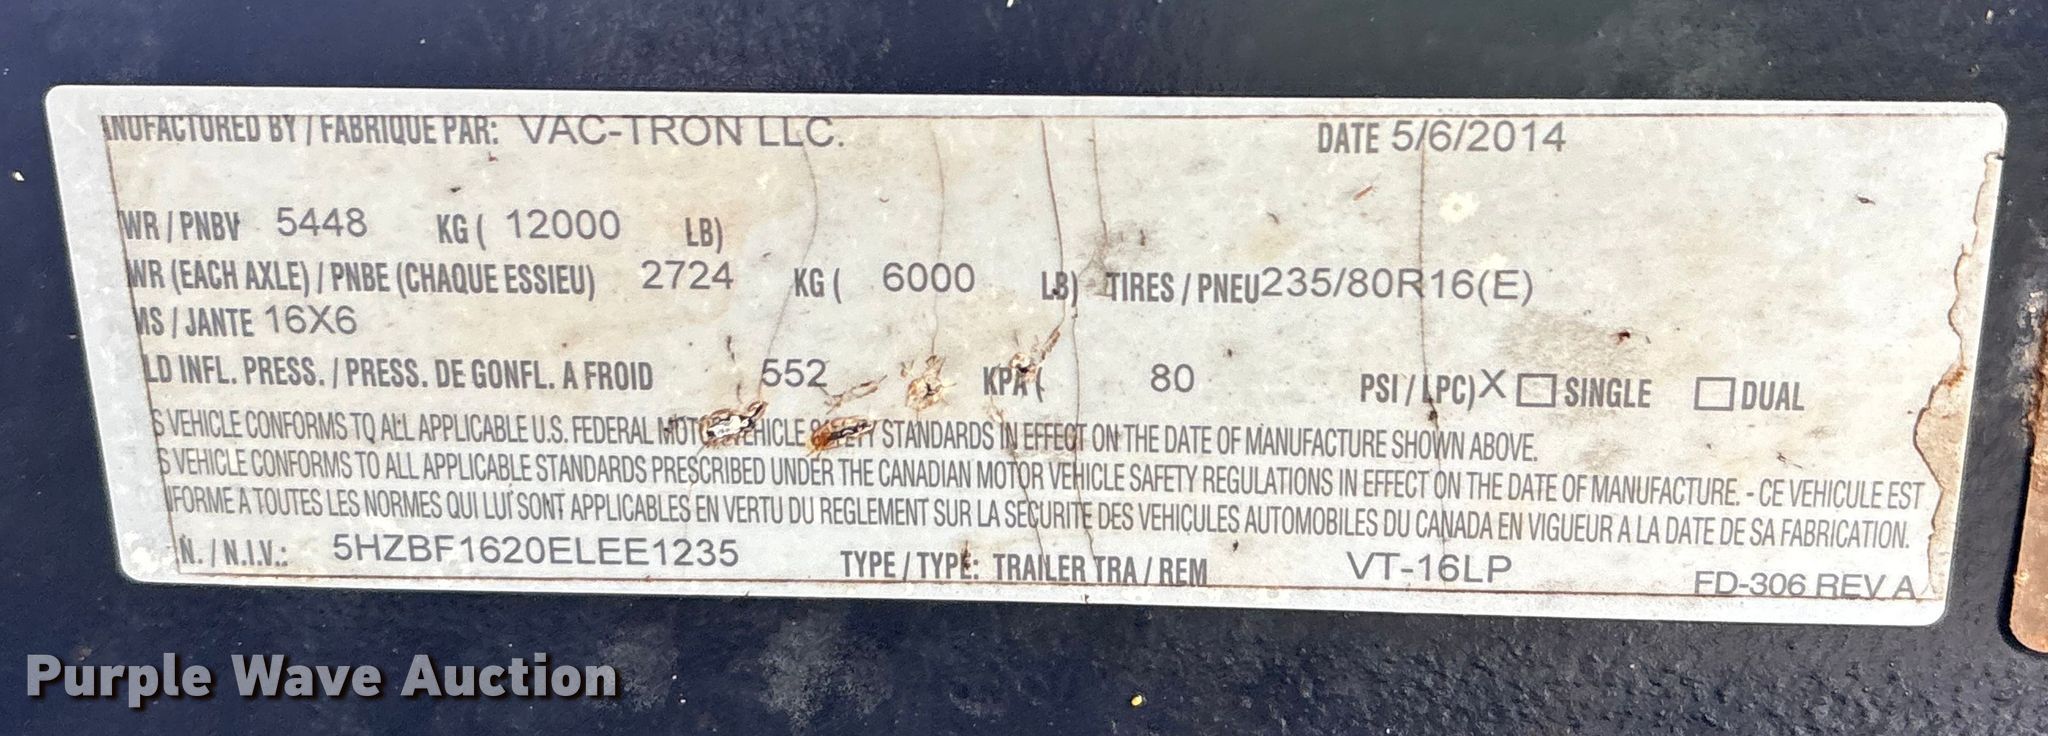 ANUFACTURED BY / FABRIQUE PAR: VAC-TRON LLC. DATE 5/6/2014
WR / PNBV 5448 KG ( 12000 LB)
WR (EACH AXLE) / PNBE (CHAQUE ESSIEU) 2724 KG ( 6000 LB) TIRES / PNEU 235/80R16(E)
MS / JANTE 16X6
LD INFL. PRESS. / PRESS. DE GONFL. A FROID 552 KPA ( 80 PSI / LPC) X ☐ SINGLE ☐ DUAL
S VEHICLE CONFORMS TO ALL APPLICABLE U.S. FEDERAL MOTOR VEHICLE SAFETY STANDARDS IN EFFECT ON THE DATE OF MANUFACTURE SHOWN ABOVE.
S VEHICLE CONFORMS TO ALL APPLICABLE STANDARDS PRESCRIBED UNDER THE CANADIAN MOTOR VEHICLE SAFETY REGULATIONS IN EFFECT ON THE DATE OF MANUFACTURE. - CE VEHICULE EST
NFORME A TOUTES LES NORMES QUI LUI SONT APPLICABLES EN VERTU DU REGLEMENT SUR LA SECURITE DES VEHICULES AUTOMOBILES DU CANADA EN VIGUEUR A LA DATE DE SA FABRICATION.
.N. / N.I.V.: 5HZBF1620ELEE1235 TYPE / TYPE: TRAILER TRA / REM VT-16LP FD-306 REV A
Purple Wave Auction